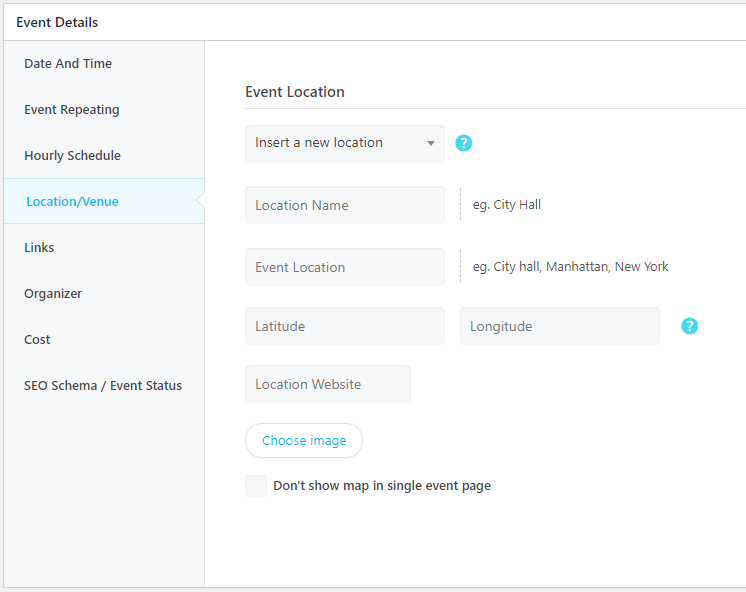 Event Details
Date And Time
Event Repeating
Hourly Schedule
Location/Venue
Links
Organizer
Cost
SEO Schema / Event Status
Event Location
Insert a new location ?
Location Name eg. City Hall
Event Location eg. City hall, Manhattan, New York
Latitude Longitude ?
Location Website
Choose image
Don't show map in single event page